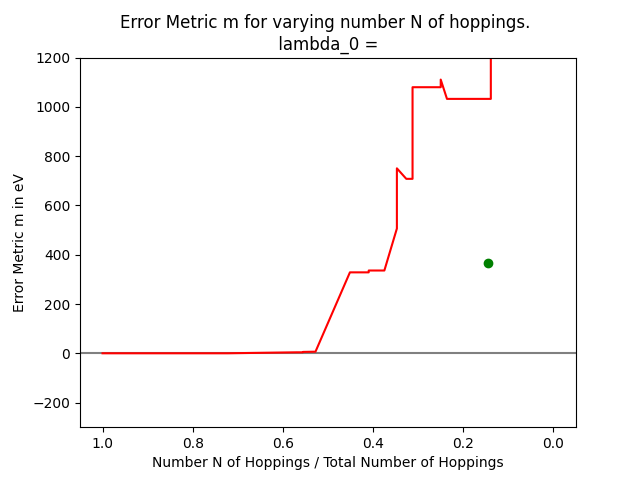 Error Metric m for varying number N of hoppings.
lambda_0 =
1200
1000
800
600
400
200
0
−200
Error Metric m in eV
1.0 0.8 0.6 0.4 0.2 0.0
Number N of Hoppings / Total Number of Hoppings